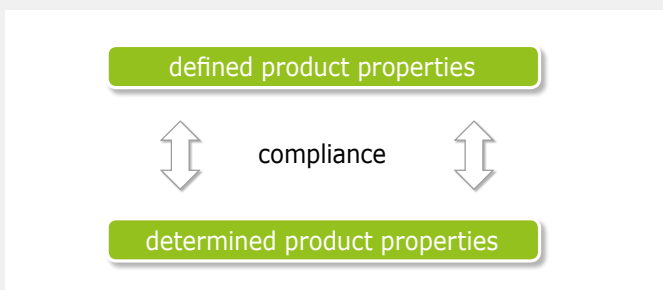 defined product properties
compliance
determined product properties